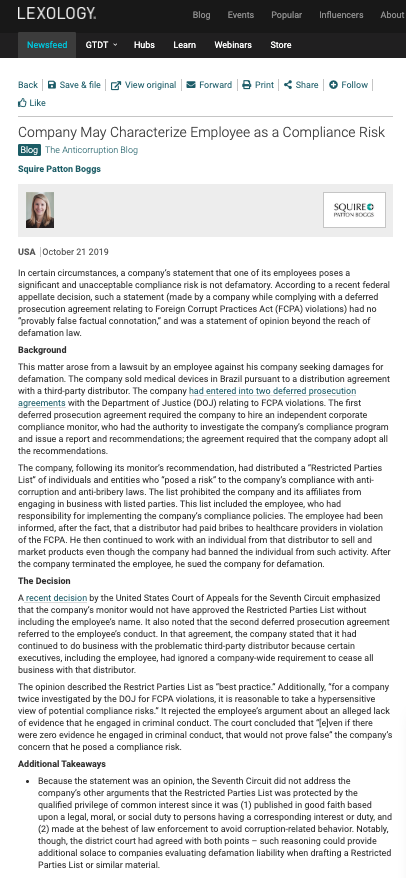 LEXOLOGY.
Blog Events Popular Influencers About
Newsfeed GTDT Hubs Learn Webinars Store
Back Save & file View original Forward Print Share Follow
Like
Company May Characterize Employee as a Compliance Risk
Blog The Anticorruption Blog
Squire Patton Boggs
SQUIRE
PATTON BOGGS
USA October 21 2019
In certain circumstances, a company's statement that one of its employees poses a
significant and unacceptable compliance risk is not defamatory. According to a recent federal
appellate decision, such a statement (made by a company while complying with a deferred
prosecution agreement relating to Foreign Corrupt Practices Act (FCPA) violations) had no
"provably false factual connotation," and was a statement of opinion beyond the reach of
defamation law.
Background
This matter arose from a lawsuit by an employee against his company seeking damages for
defamation. The company sold medical devices in Brazil pursuant to a distribution agreement
with a third-party distributor. The company had entered into two deferred prosecution
agreements with the Department of Justice (DOJ) relating to FCPA violations. The first
deferred prosecution agreement required the company to hire an independent corporate
compliance monitor, who had the authority to investigate the company's compliance program
and issue a report and recommendations; the agreement required that the company adopt all
the recommendations.
The company, following its monitor's recommendation, had distributed a "Restricted Parties
List" of individuals and entities who "posed a risk" to the company's compliance with anti-
corruption and anti-bribery laws. The list prohibited the company and its affiliates from
engaging in business with listed parties. This list included the employee, who had
responsibility for implementing the company's compliance policies. The employee had been
informed, after the fact, that a distributor had paid bribes to healthcare providers in violation
of the FCPA. He then continued to work with an individual from that distributor to sell and
market products even though the company had banned the individual from such activity. After
the company terminated the employee, he sued the company for defamation.
The Decision
A recent decision by the United States Court of Appeals for the Seventh Circuit emphasized
that the company's monitor would not have approved the Restricted Parties List without
including the employee's name. It also noted that the second deferred prosecution agreement
referred to the employee's conduct. In that agreement, the company stated that it had
continued to do business with the problematic third-party distributor because certain
executives, including the employee, had ignored a company-wide requirement to cease all
business with that distributor.
The opinion described the Restrict Parties List as "best practice." Additionally, "for a company
twice investigated by the DOJ for FCPA violations, it is reasonable to take a hypersensitive
view of potential compliance risks." It rejected the employee's argument about an alleged lack
of evidence that he engaged in criminal conduct. The court concluded that "[e]ven if there
were zero evidence he engaged in criminal conduct, that would not prove false" the company's
concern that he posed a compliance risk.
Additional Takeaways
• Because the statement was an opinion, the Seventh Circuit did not address the
company's other arguments that the Restricted Parties List was protected by the
qualified privilege of common interest since it was (1) published in good faith based
upon a legal, moral, or social duty to persons having a corresponding interest or duty, and
(2) made at the behest of law enforcement to avoid corruption-related behavior. Notably,
though, the district court had agreed with both points – such reasoning could provide
additional solace to companies evaluating defamation liability when drafting a Restricted
Parties List or similar material.